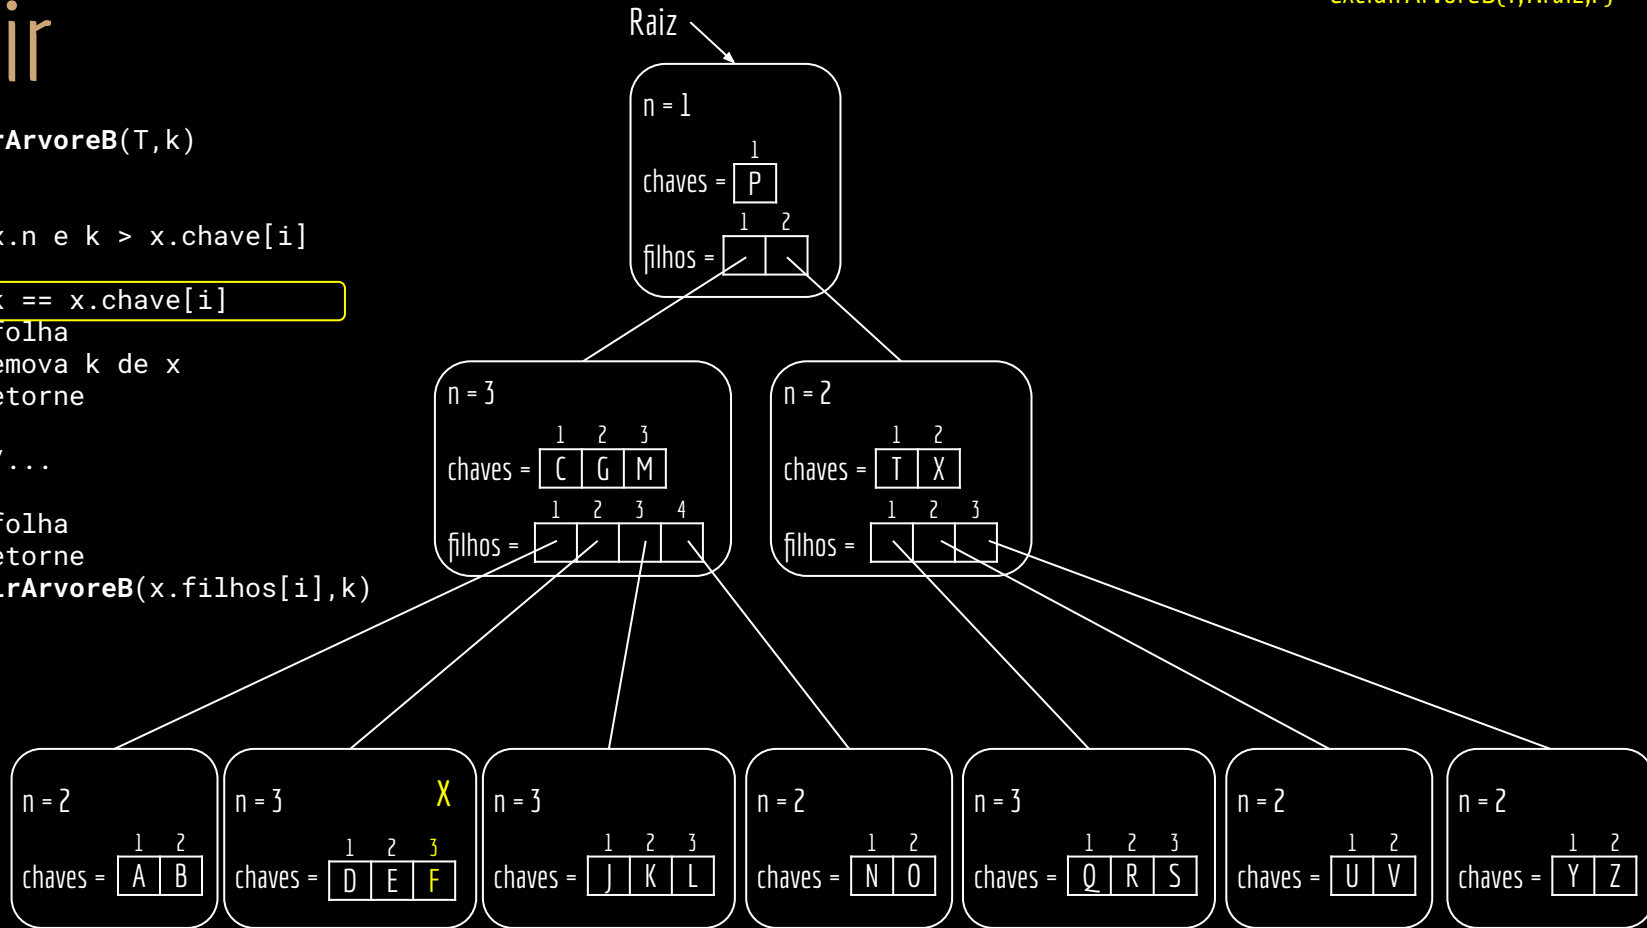 Raiz
ir
rArvoreB(T,k)
x.n e k > x.chave[i]
k == x.chave[i]
folha
emova k de x
etorne
...
folha
etorne
rArvoreB(x.filhos[i],k)
n = 1
1
chaves = P
1 2
filhos =
n = 3
1 2 3
chaves = C G M
1 2 3 4
filhos =
n = 2
1 2
chaves = T X
1 2 3
filhos =
n = 2
1 2
chaves = A B
n = 3
X
1 2 3
chaves = D E F
n = 3
1 2 3
chaves = J K L
n = 2
1 2
chaves = N O
n = 3
1 2 3
chaves = Q R S
n = 2
1 2
chaves = U V
n = 2
1 2
chaves = Y Z